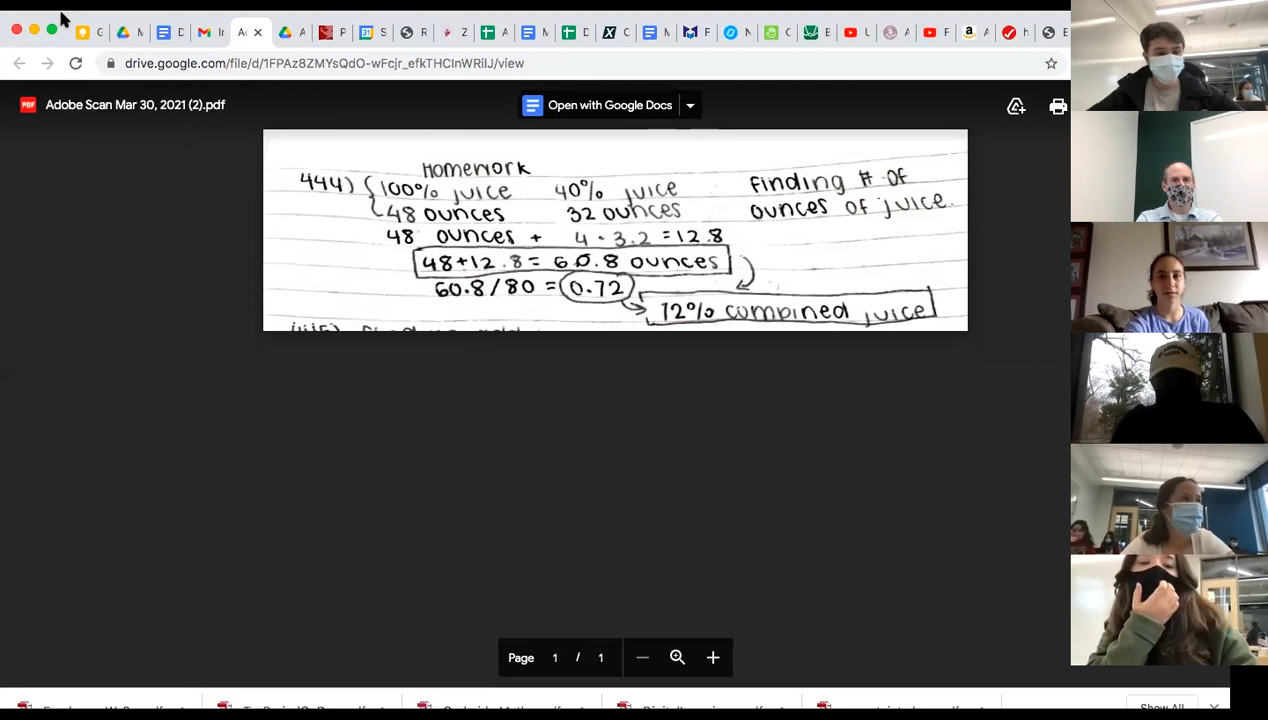 drive.google.com/file/d/1FPAz8ZMYsQdO-wFcjr_efkTHCInWRilJ/view
Adobe Scan Mar 30, 2021 (2).pdf
Open with Google Docs
Homework
444) 100% juice 40% juice Finding # OF
48 ounces 32 ounces ounces of juice.
48 ounces + 4 · 3.2 = 12.8
48+12.8 = 60.8 ounces
60.8/80 = 0.72
72% combined juice
Page 1 / 1
Show All